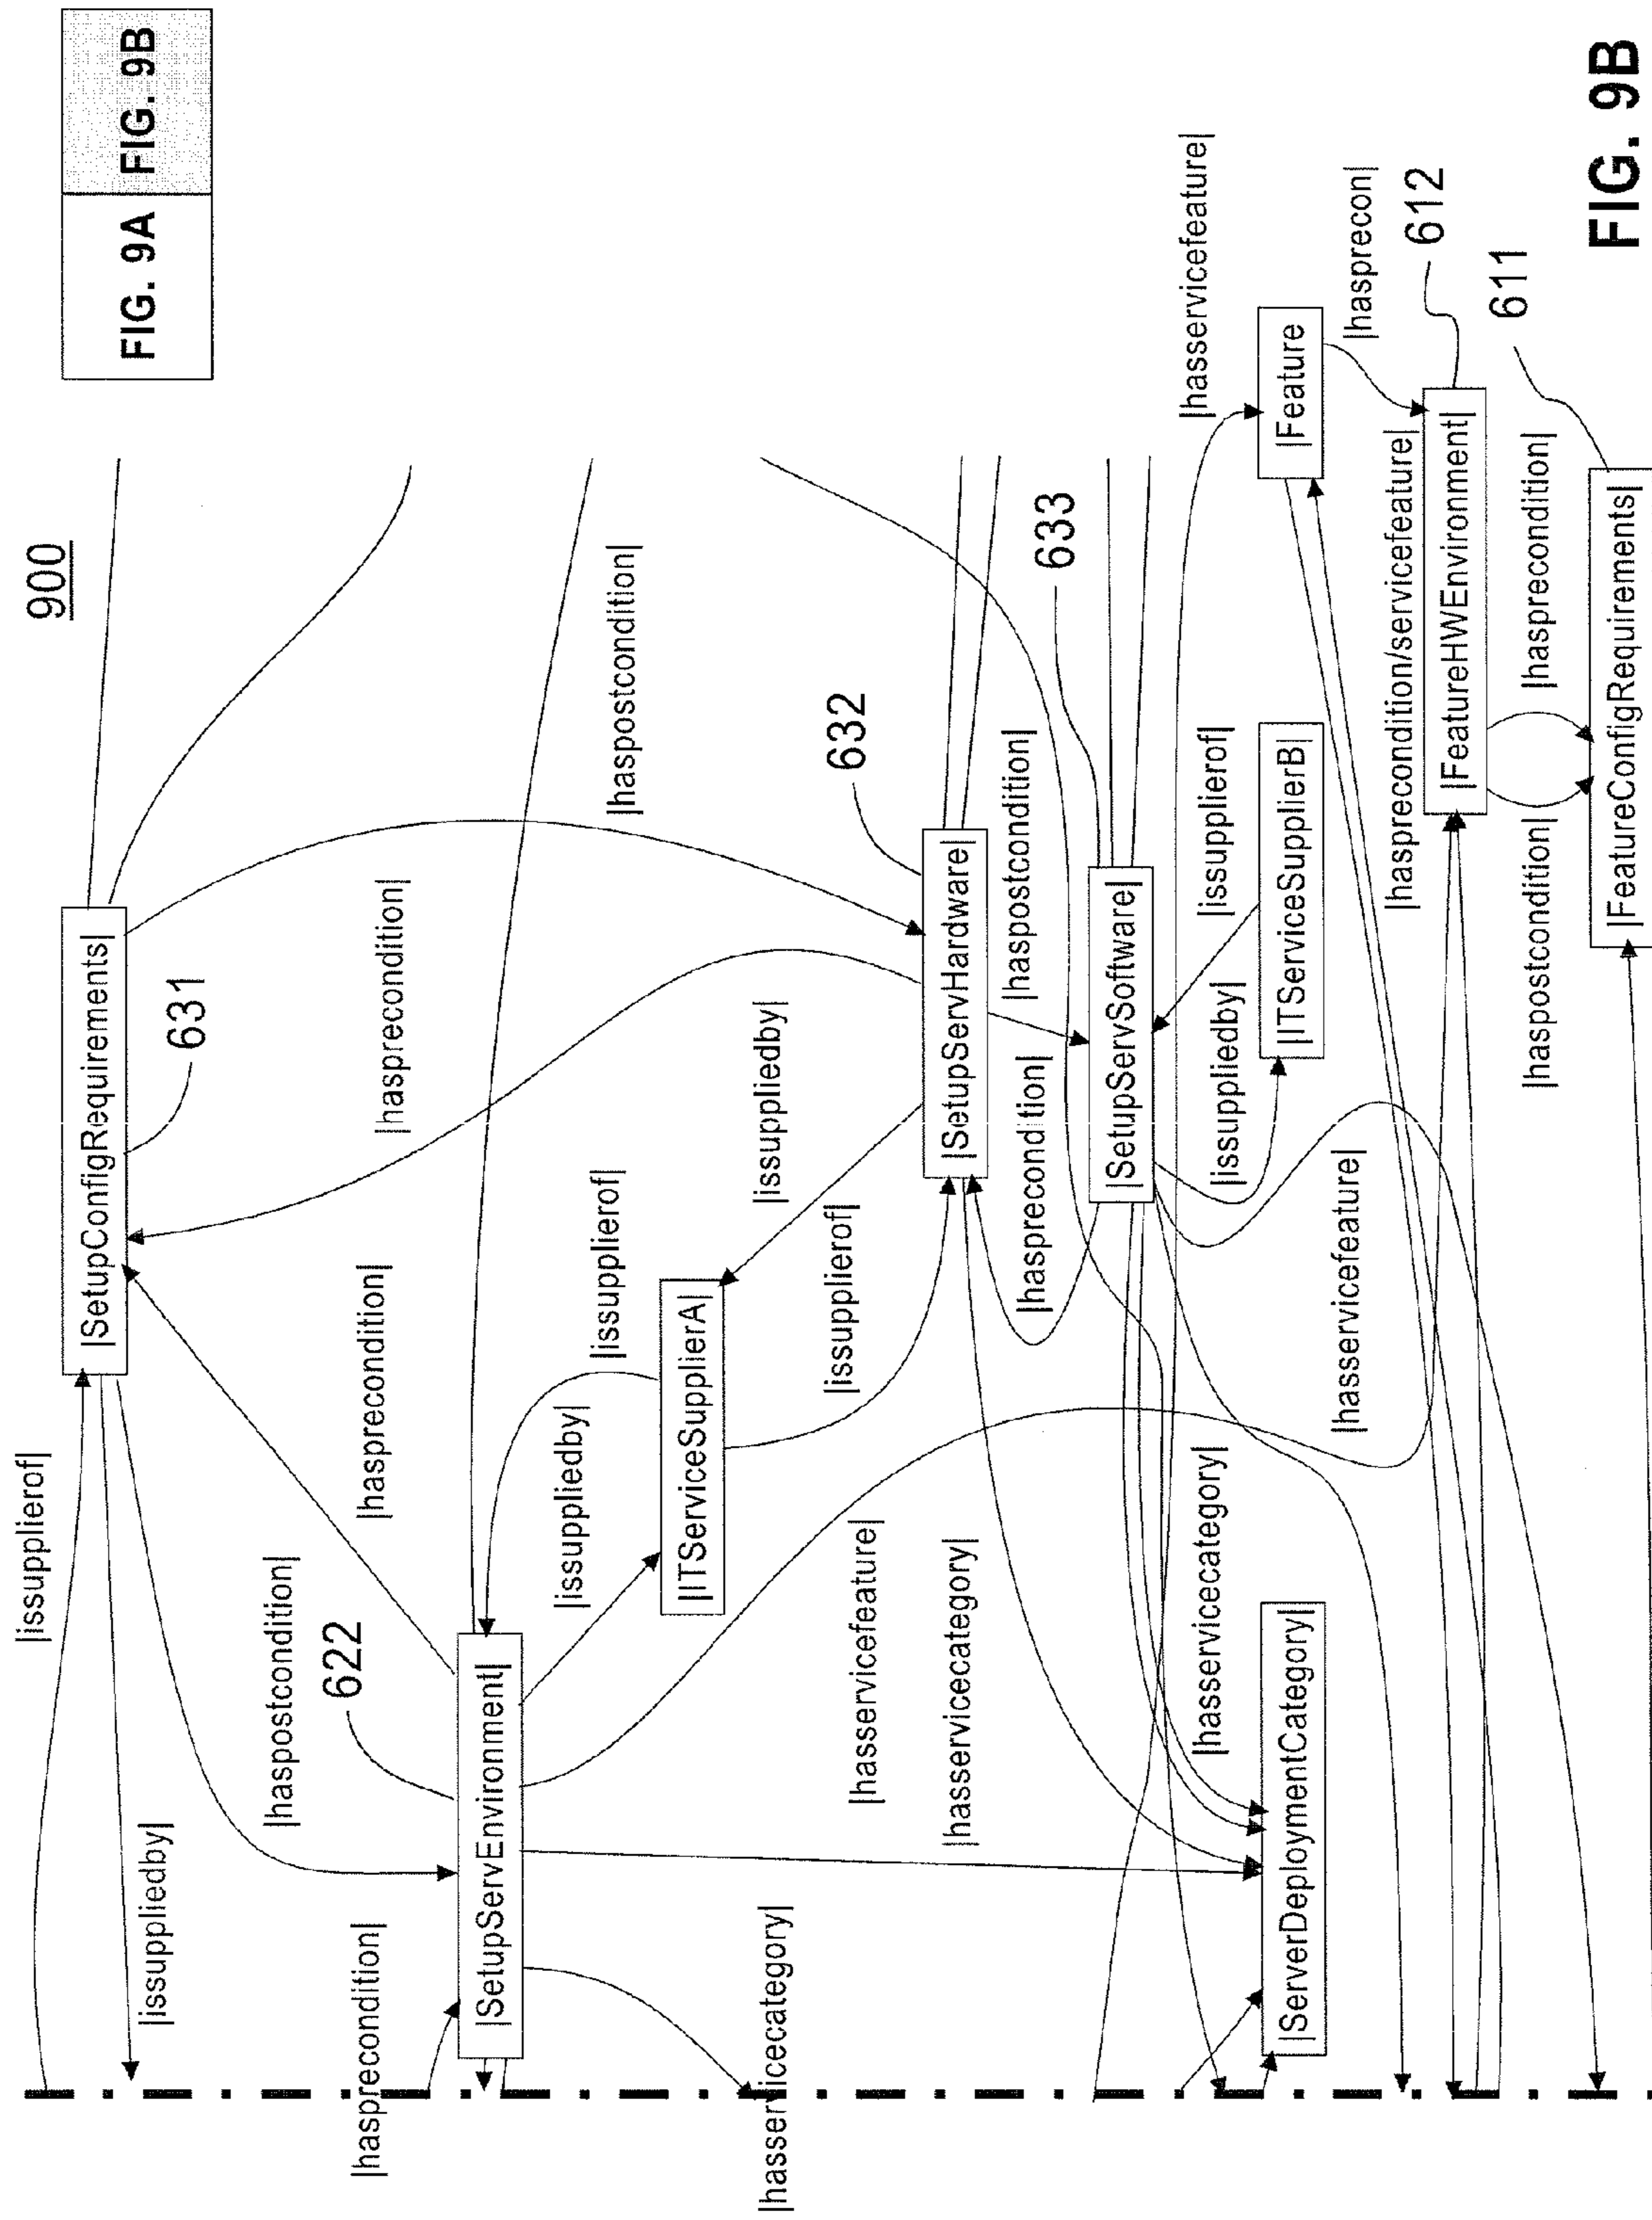 FIG. 9A
FIG. 9B
900
|issupplierof|
|SetupConfigRequirements|
631
|issuppliedby|
|haspostcondition|
|hasprecondition|
|hasprecondition|
|hasprecondition|
622
|SetupServEnvironment|
|haspostcondition|
|issuppliedby|
|issupplierof|
|ITServiceSupplierA|
|issuppliedby|
|hasservicecategory|
|issupplierof|
632
|hasservicefeature|
|SetupServHardware|
|hasservicecategory|
|haspostcondition|
|hasprecondition|
633
|SetupServSoftware|
|hasservicecategory|
|issuppliedby|
|issupplierof|
|hasservicefeature|
|ServerDeploymentCategory|
|ITServiceSupplierB|
|Feature
|hasservicefeature|
|hasprecon|
|hasprecondition/servicefeature|
612
|FeatureHWEnvironment|
611
|haspostcondition|
|hasprecondition|
|FeatureConfigRequirements|
FIG. 9B